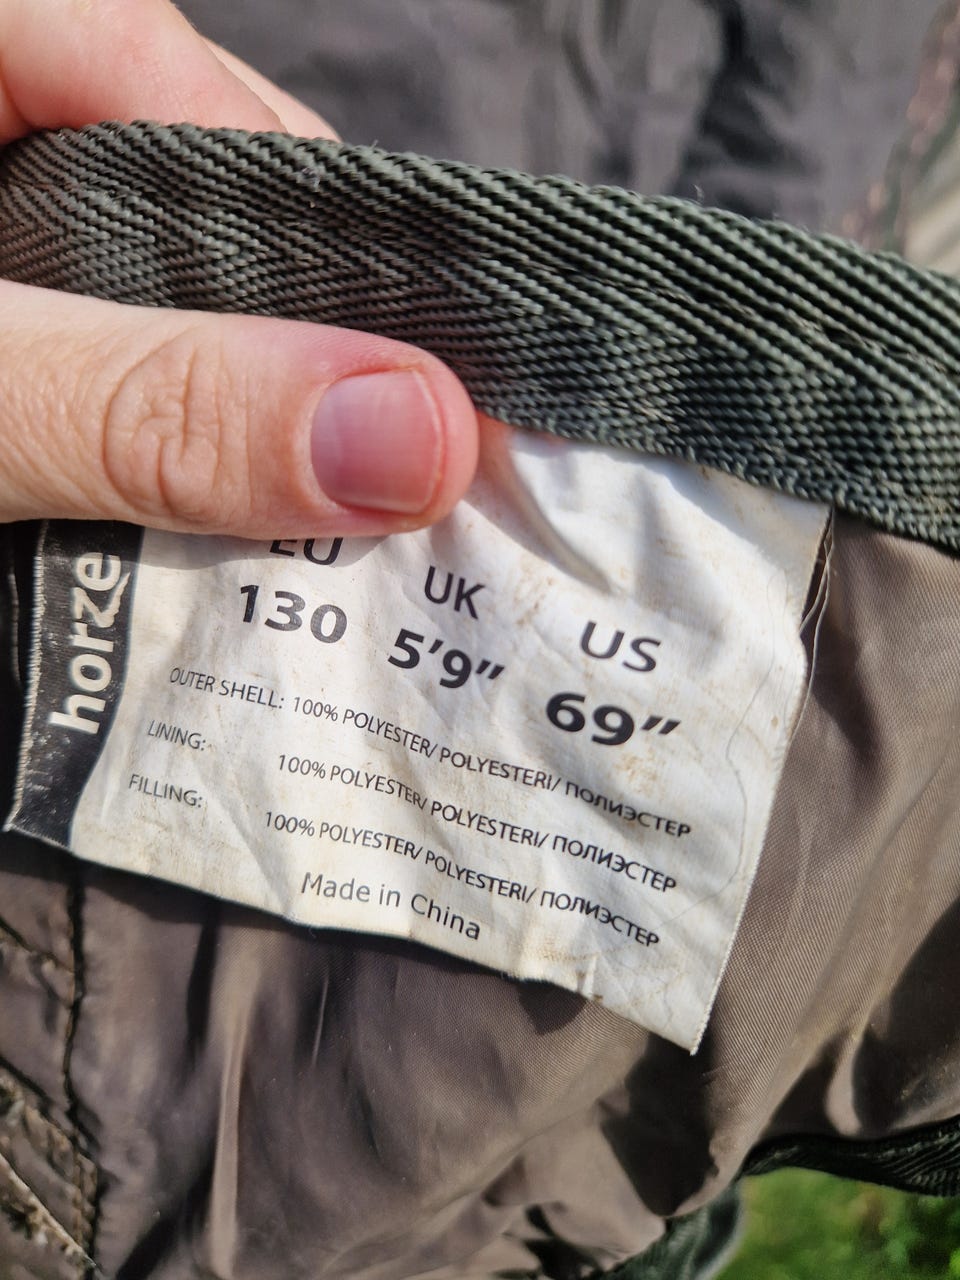 horze
EU UK US
130 5'9" 69"
OUTER SHELL: 100% POLYESTER/ POLYESTERI/ ПОЛИЭСТЕР
LINING: 100% POLYESTER/ POLYESTERI/ ПОЛИЭСТЕР
FILLING: 100% POLYESTER/ POLYESTERI/ ПОЛИЭСТЕР
Made in China